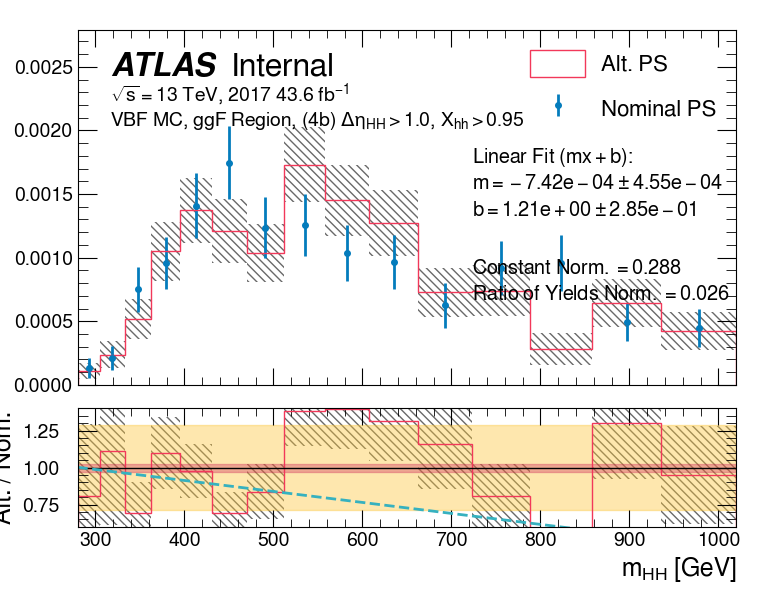 ATLAS Internal
√s = 13 TeV, 2017 43.6 fb⁻¹
VBF MC, ggF Region, (4b) Δη_HH > 1.0, X_hh > 0.95
Alt. PS
Nominal PS
Linear Fit (mx + b):
m = −7.42e−04 ± 4.55e−04
b = 1.21e+00 ± 2.85e−01
Constant Norm. = 0.288
Ratio of Yields Norm. = 0.026
0.0025
0.0020
0.0015
0.0010
0.0005
0.0000
Alt. / Nom.
1.25
1.00
0.75
300 400 500 600 700 800 900 1000
m_HH [GeV]